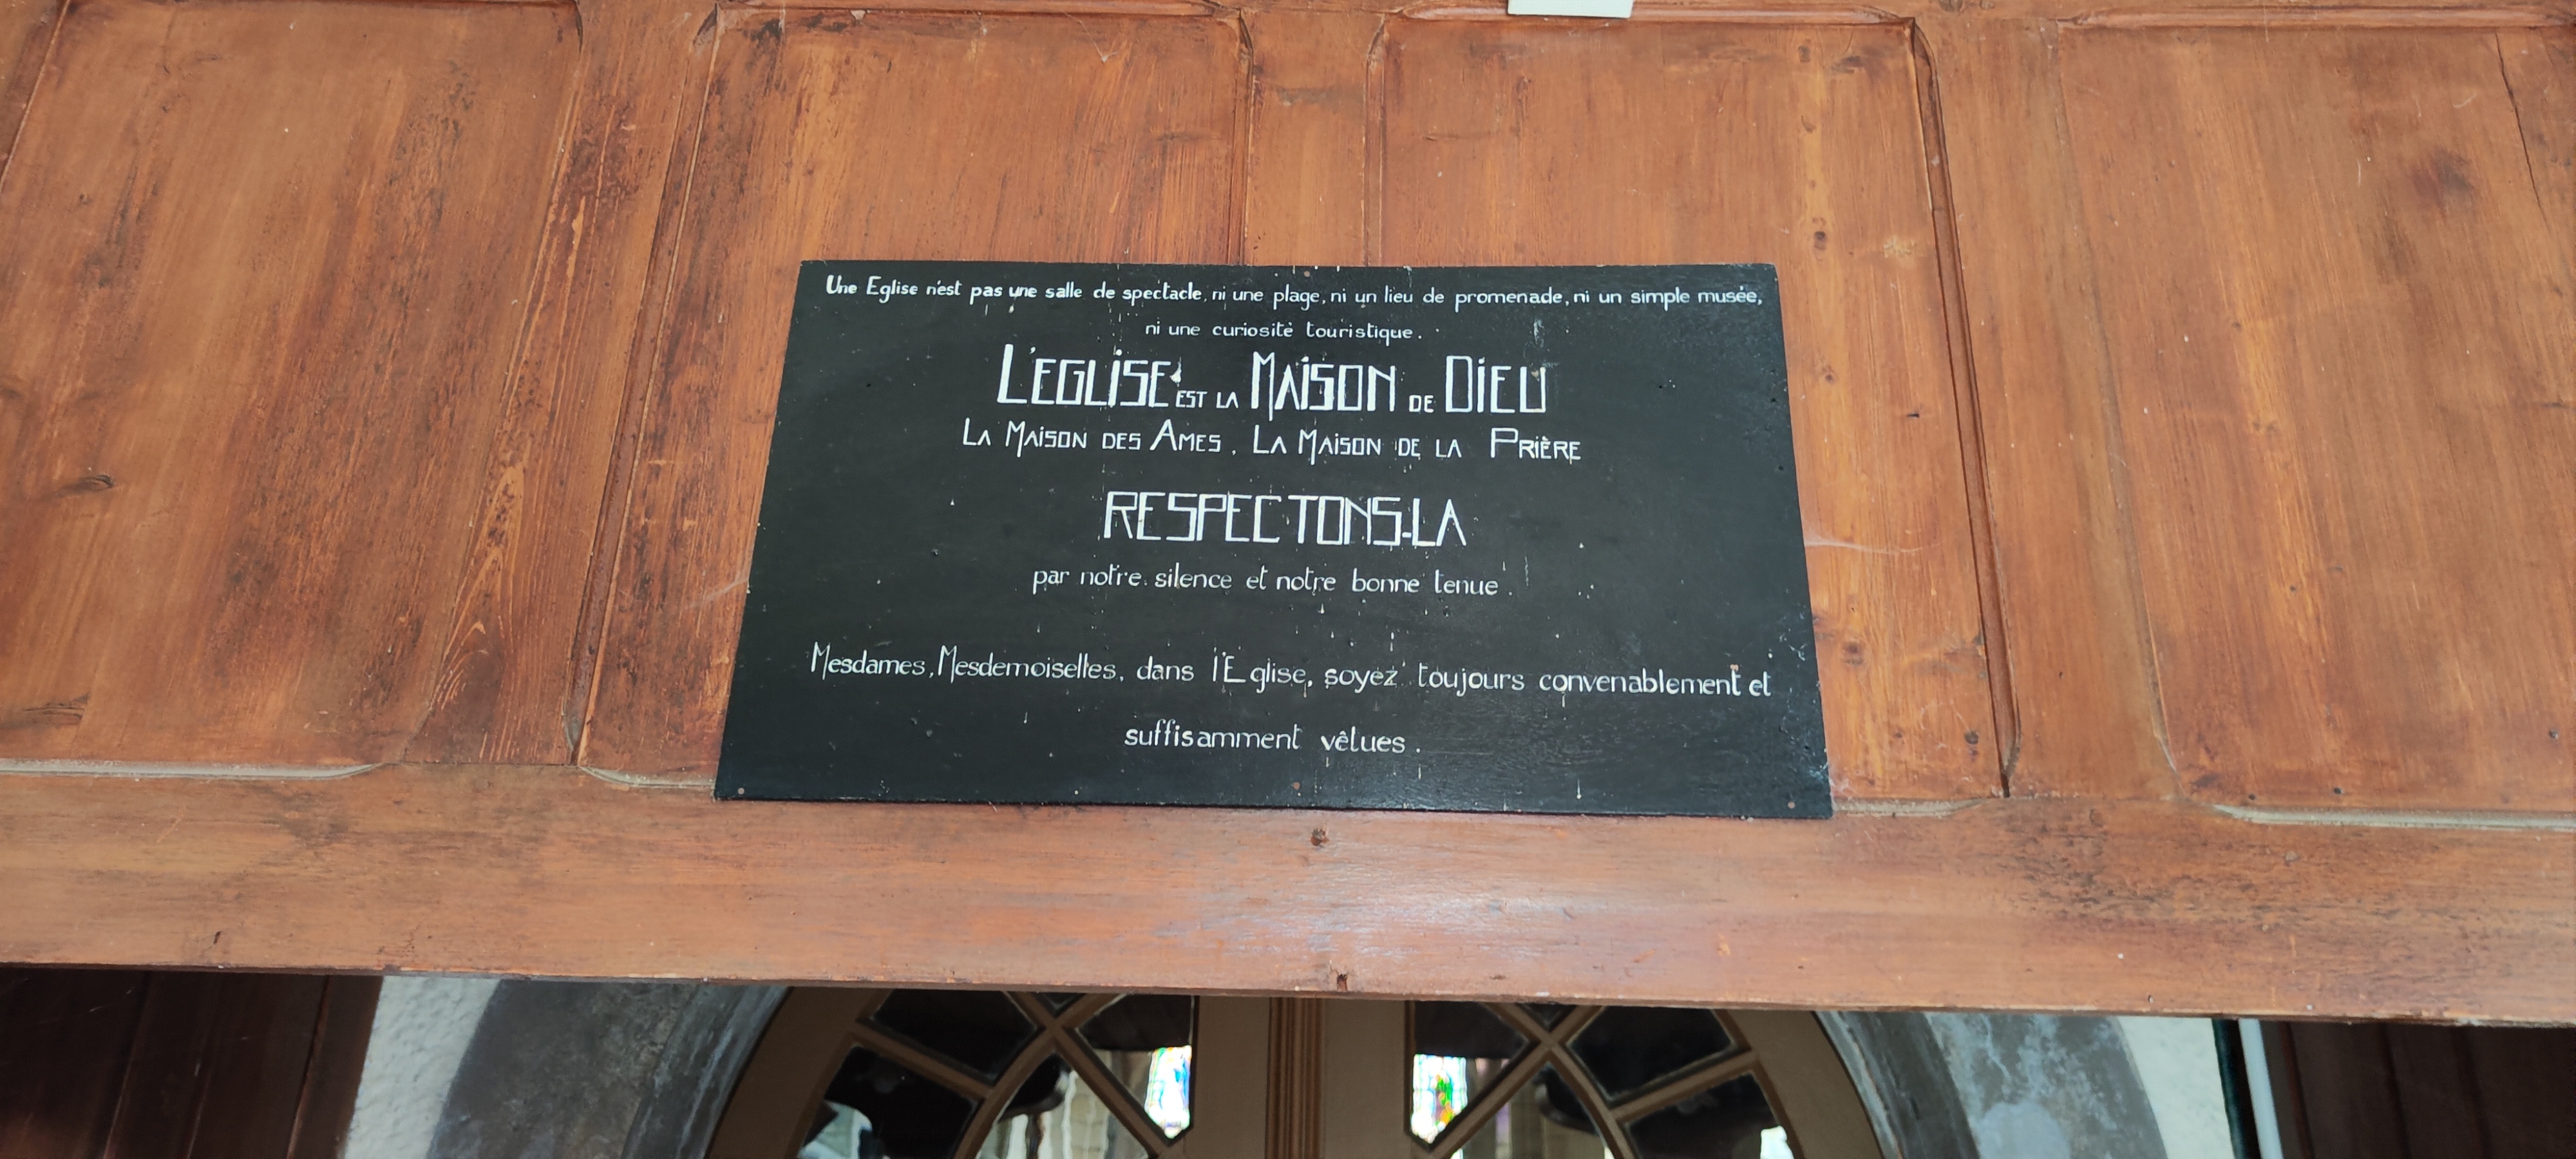 Une Eglise n'est pas une salle de spectacle, ni une plage, ni un lieu de promenade, ni un simple musée,
ni une curiosité touristique.
L'EGLiSE EST LA MAiSON DE DiEU
LA MAiSON DES AMES, LA MAiSON DE LA PRIÈRE
RESPECTONS-LA
par notre silence et notre bonne tenue.
Mesdames, Mesdemoiselles, dans l'Eglise, soyez toujours convenablement et
suffisamment vêtues.